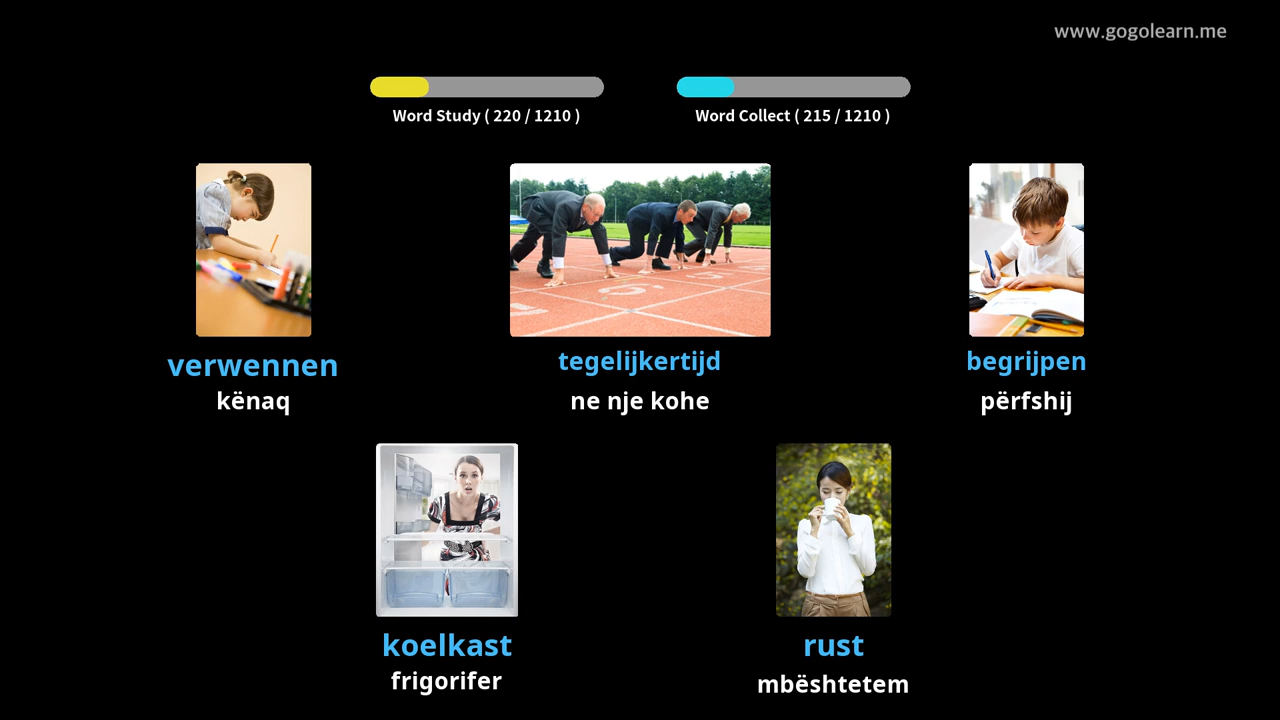 www.gogolearn.me
Word Study ( 220 / 1210 )
Word Collect ( 215 / 1210 )
verwennen
kënaq
tegelijkertijd
ne nje kohe
begrijpen
përfshij
koelkast
frigorifer
rust
mbështetem